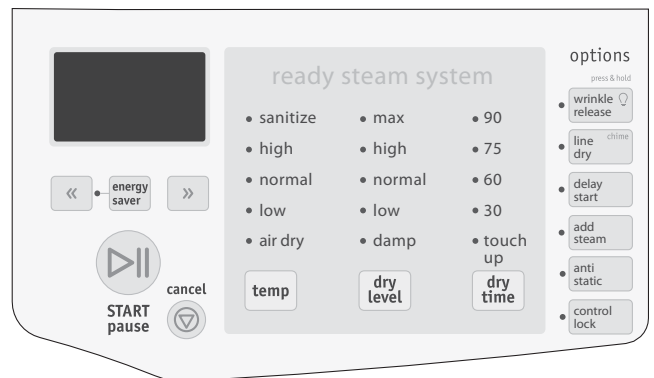 options
press & hold
ready steam system
• sanitize
• high
• normal
• low
• air dry
temp
• max
• high
• normal
• low
• damp
dry
level
• 90
• 75
• 60
• 30
• touch
up
dry
time
wrinkle
release
line
dry
chime
delay
start
add
steam
anti
static
control
lock
«
energy
saver
»
START
pause
cancel